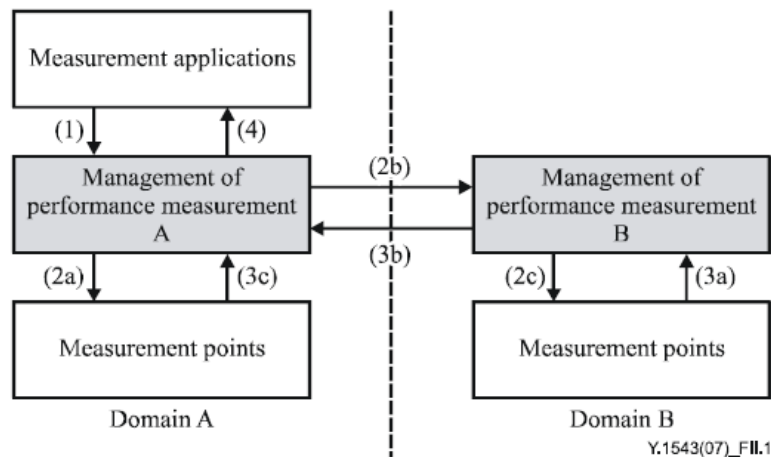 Measurement applications
(1)
(4)
Management of
performance measurement
A
(2b)
Management of
performance measurement
B
(3b)
(2a)
(3c)
(2c)
(3a)
Measurement points
Measurement points
Domain A
Domain B
Y.1543(07)_FII.1